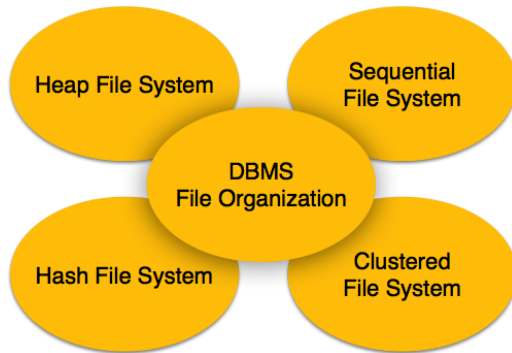 Heap File System
Sequential
File System
DBMS
File Organization
Hash File System
Clustered
File System